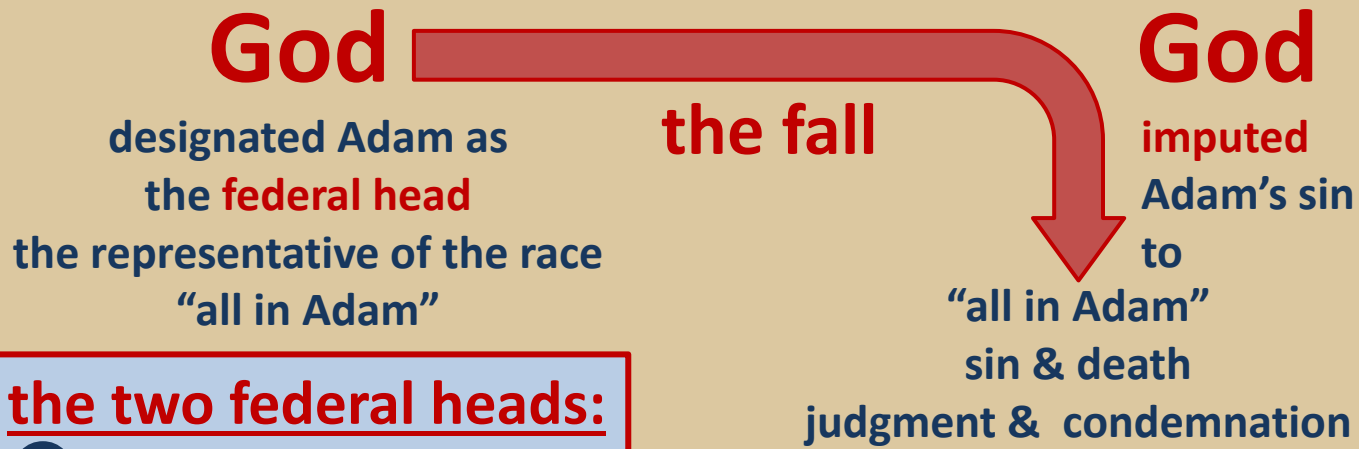 God
designated Adam as
the federal head
the representative of the race
“all in Adam”
the fall
God
imputed
Adam’s sin
to
“all in Adam”
sin & death
judgment & condemnation
the two federal heads: